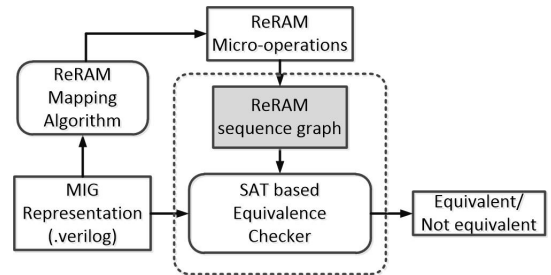 ReRAM
Micro-operations
ReRAM
Mapping
Algorithm
ReRAM
sequence graph
MIG
Representation
(.verilog)
SAT based
Equivalence
Checker
Equivalent/
Not equivalent